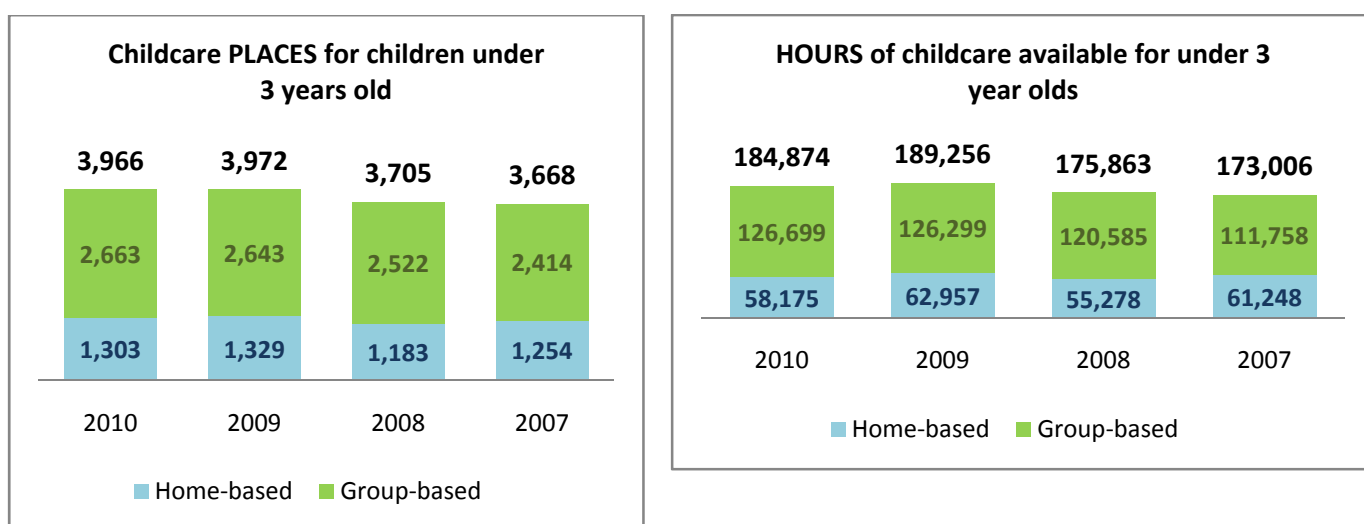 Childcare PLACES for children under
3 years old
3,966 3,972 3,705 3,668
2,663 2,643 2,522 2,414
1,303 1,329 1,183 1,254
2010 2009 2008 2007
Home-based Group-based
HOURS of childcare available for under 3
year olds
184,874 189,256 175,863 173,006
126,699 126,299 120,585 111,758
58,175 62,957 55,278 61,248
2010 2009 2008 2007
Home-based Group-based